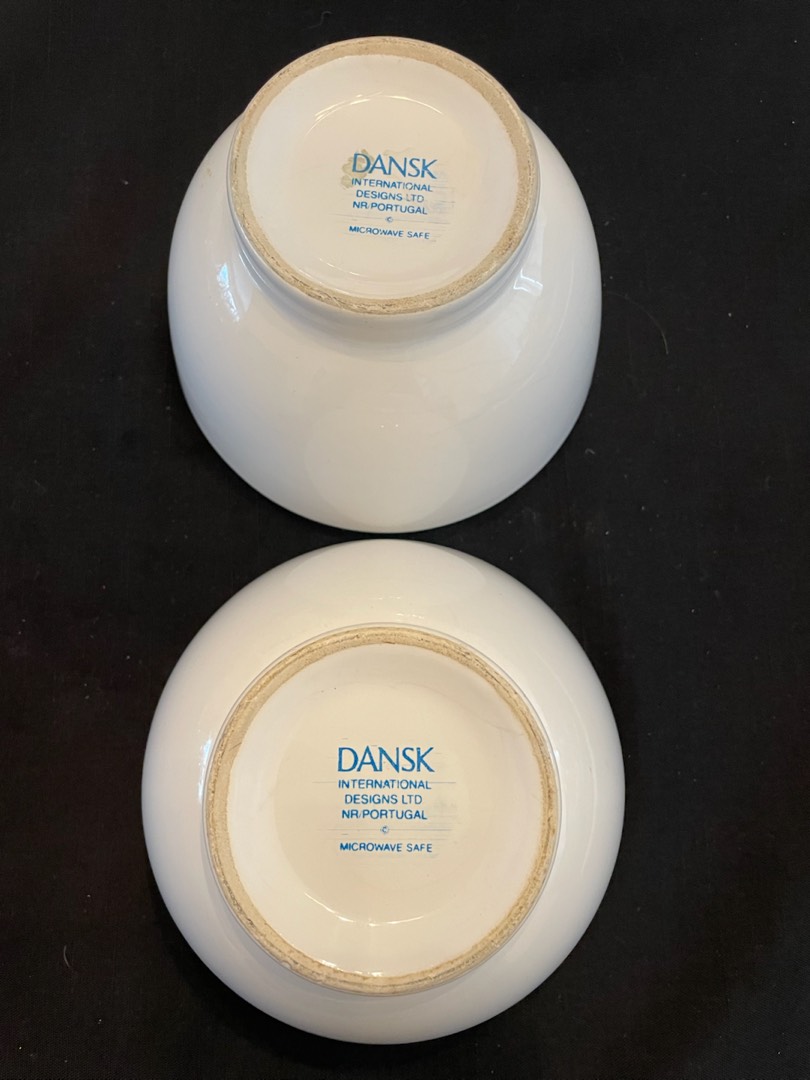 DANSK
INTERNATIONAL
DESIGNS LTD
NR/PORTUGAL
©
MICROWAVE SAFE
DANSK
INTERNATIONAL
DESIGNS LTD
NR/PORTUGAL
©
MICROWAVE SAFE